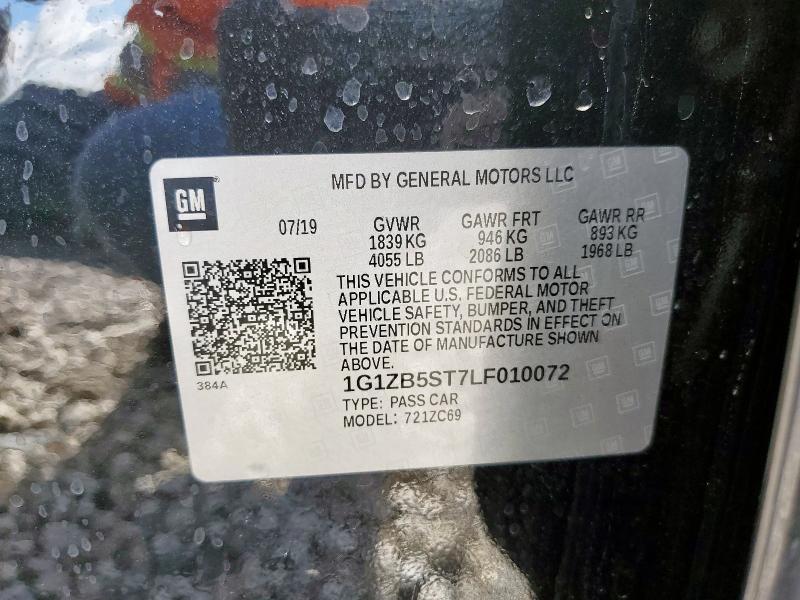 GM
MFD BY GENERAL MOTORS LLC
07/19 GVWR GAWR FRT GAWR RR
1839 KG 946 KG 893 KG
4055 LB 2086 LB 1968 LB
THIS VEHICLE CONFORMS TO ALL
APPLICABLE U.S. FEDERAL MOTOR
VEHICLE SAFETY, BUMPER, AND THEFT
PREVENTION STANDARDS IN EFFECT ON
THE DATE OF MANUFACTURE SHOWN
ABOVE.
384A
1G1ZB5ST7LF010072
TYPE: PASS CAR
MODEL: 721ZC69